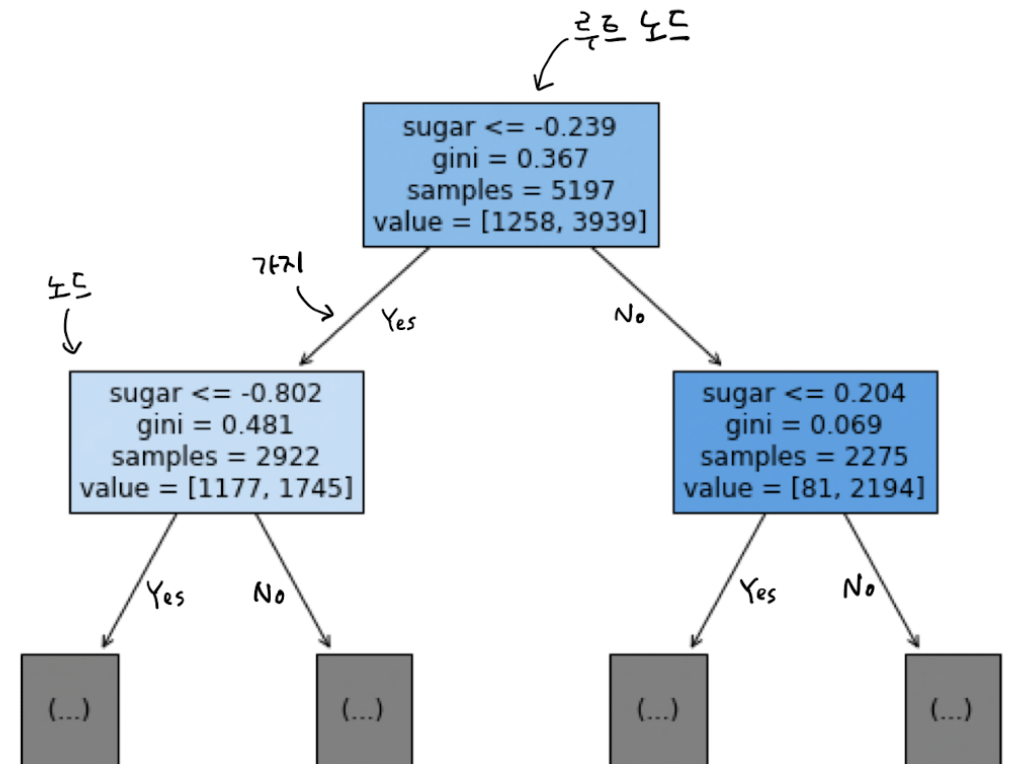 루트 노드
sugar <= -0.239
gini = 0.367
samples = 5197
value = [1258, 3939]
가지
노드
Yes
No
sugar <= -0.802
gini = 0.481
samples = 2922
value = [1177, 1745]
sugar <= 0.204
gini = 0.069
samples = 2275
value = [81, 2194]
Yes
No
Yes
No
(...)
(...)
(...)
(...)